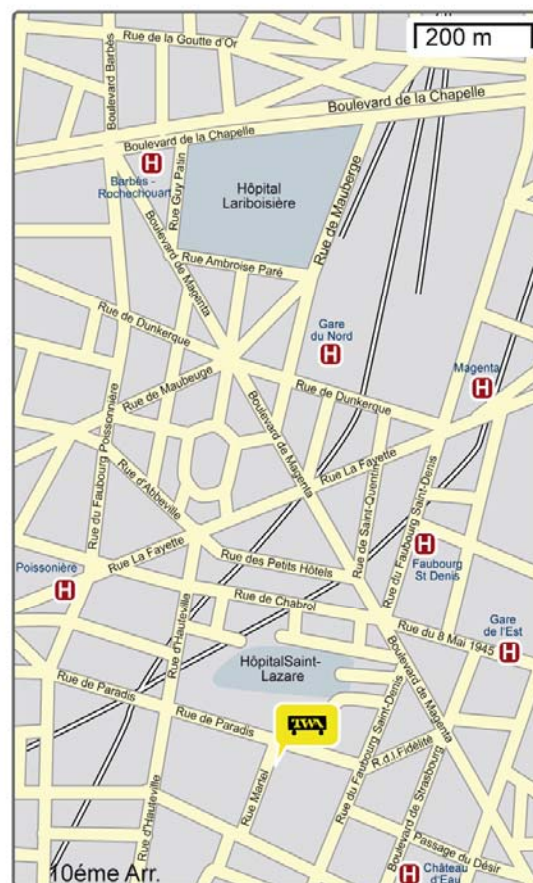 200 m
Rue de la Goutte d'Or
Boulevard Barbès
Boulevard de la Chapelle
Boulevard de la Chapelle
H
Barbès -
Rochechouart
Rue Guy Patin
Hôpital
Lariboisière
Rue de Mauberge
Boulevard de Magenta
Rue Ambroise Paré
Rue de Dunkerque
Gare
du Nord
H
Magenta
H
Rue de Maubeuge
Rue de Dunkerque
Boulevard de Magenta
Rue du Faubourg Poissonnière
Rue d'Abbeville
Rue La Fayette
Rue de Saint-Quentin
Rue du Faubourg Saint-Denis
H
Faubourg
St Denis
Poissonière
H
Rue La Fayette
Rue des Petits Hôtels
Rue de Chabrol
Rue du 8 Mai 1945
Gare
de l'Est
H
Rue d'Hauteville
HôpitalSaint-
Lazare
Boulevard de Magenta
Rue de Paradis
Rue de Paradis
TWA
Rue du Faubourg Saint-Denis
R.d.l.Fidélité
Rue Martel
Rue d'Hauteville
Boulevard de Strasbourg
Passage du Désir
H
Château
d'Eau
10éme Arr.